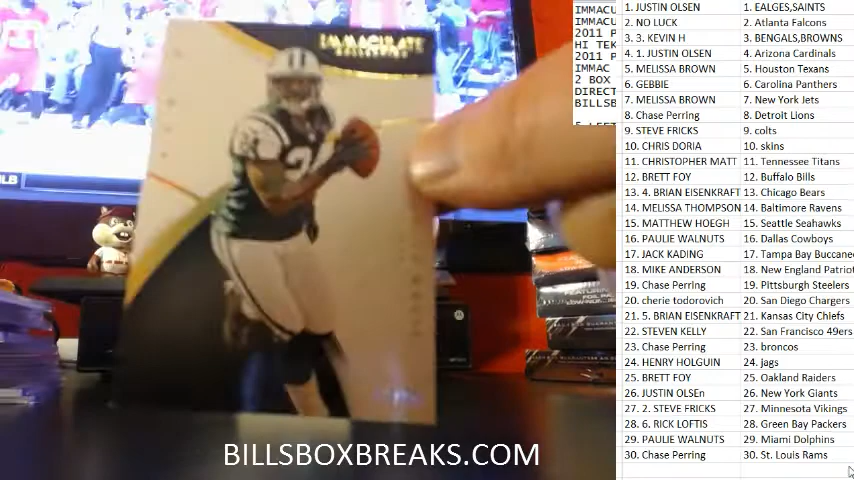 IMMACULATE
COLLECTION
BILLSBOXBREAKS.COM
IMMACU
IMMACU
2011 P
HI TEK
2011 P
IMMAC
2 BOX
DIRECT
BILLSB
1. JUSTIN OLSEN 1. EALGES,SAINTS
2. NO LUCK 2. Atlanta Falcons
3. 3. KEVIN H 3. BENGALS,BROWNS
4. 1. JUSTIN OLSEN 4. Arizona Cardinals
5. MELISSA BROWN 5. Houston Texans
6. GEBBIE 6. Carolina Panthers
7. MELISSA BROWN 7. New York Jets
8. Chase Perring 8. Detroit Lions
9. STEVE FRICKS 9. colts
10. CHRIS DORIA 10. skins
11. CHRISTOPHER MATT 11. Tennessee Titans
12. BRETT FOY 12. Buffalo Bills
13. 4. BRIAN EISENKRAFT 13. Chicago Bears
14. MELISSA THOMPSON 14. Baltimore Ravens
15. MATTHEW HOEGH 15. Seattle Seahawks
16. PAULIE WALNUTS 16. Dallas Cowboys
17. JACK KADING 17. Tampa Bay Buccane
18. MIKE ANDERSON 18. New England Patriot
19. Chase Perring 19. Pittsburgh Steelers
20. cherie todorovich 20. San Diego Chargers
21. 5. BRIAN EISENKRAFT 21. Kansas City Chiefs
22. STEVEN KELLY 22. San Francisco 49ers
23. Chase Perring 23. broncos
24. HENRY HOLGUIN 24. jags
25. BRETT FOY 25. Oakland Raiders
26. JUSTIN OLSEn 26. New York Giants
27. 2. STEVE FRICKS 27. Minnesota Vikings
28. 6. RICK LOFTIS 28. Green Bay Packers
29. PAULIE WALNUTS 29. Miami Dolphins
30. Chase Perring 30. St. Louis Rams